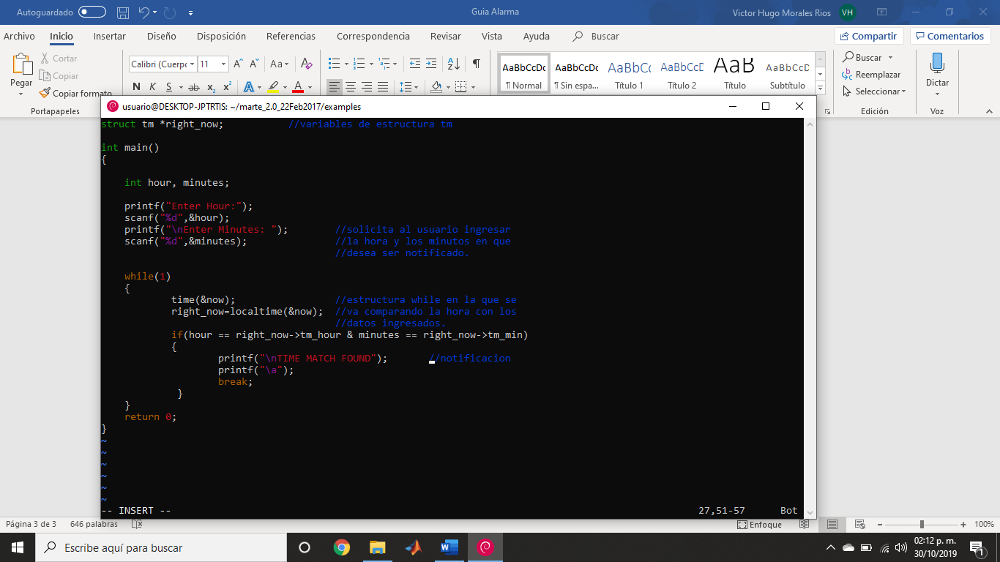 Autoguardado
Guia Alarma
Victor Hugo Morales Rios VH
Archivo Inicio Insertar Diseño Disposición Referencias Correspondencia Revisar Vista Ayuda Buscar
Compartir Comentarios
Pegar
Cortar
Copiar
Copiar formato
Portapapeles
Calibri (Cuerpo 11
N K S ab x₂ x²
AaBbCcDc AaBbCcDc AaBbCc AaBbCcD AaB AaBbCcD
¶ Normal ¶ Sin espa... Título 1 Título 2 Título Subtítulo
Buscar
Reemplazar
Seleccionar
Edición
Dictar
Voz
usuario@DESKTOP-JPTRTIS: ~/marte_2.0_22Feb2017/examples
struct tm *right_now; //variables de estructura tm
int main()
{
int hour, minutes;
printf("Enter Hour:");
scanf("%d",&hour);
printf("\nEnter Minutes: "); //solicita al usuario ingresar
scanf("%d",&minutes); //la hora y los minutos en que
//desea ser notificado.
while(1)
{
time(&now); //estructura while en la que se
right_now=localtime(&now); //va comparando la hora con los
//datos ingresados.
if(hour == right_now->tm_hour & minutes == right_now->tm_min)
{
printf("\nTIME MATCH FOUND"); //notificacion
printf("\a");
break;
}
}
return 0;
}
~
~
~
~
~
~
-- INSERT -- 27,51-57 Bot
Página 3 de 3 646 palabras Enfoque 100%
Escribe aquí para buscar
02:12 p. m.
30/10/2019
1